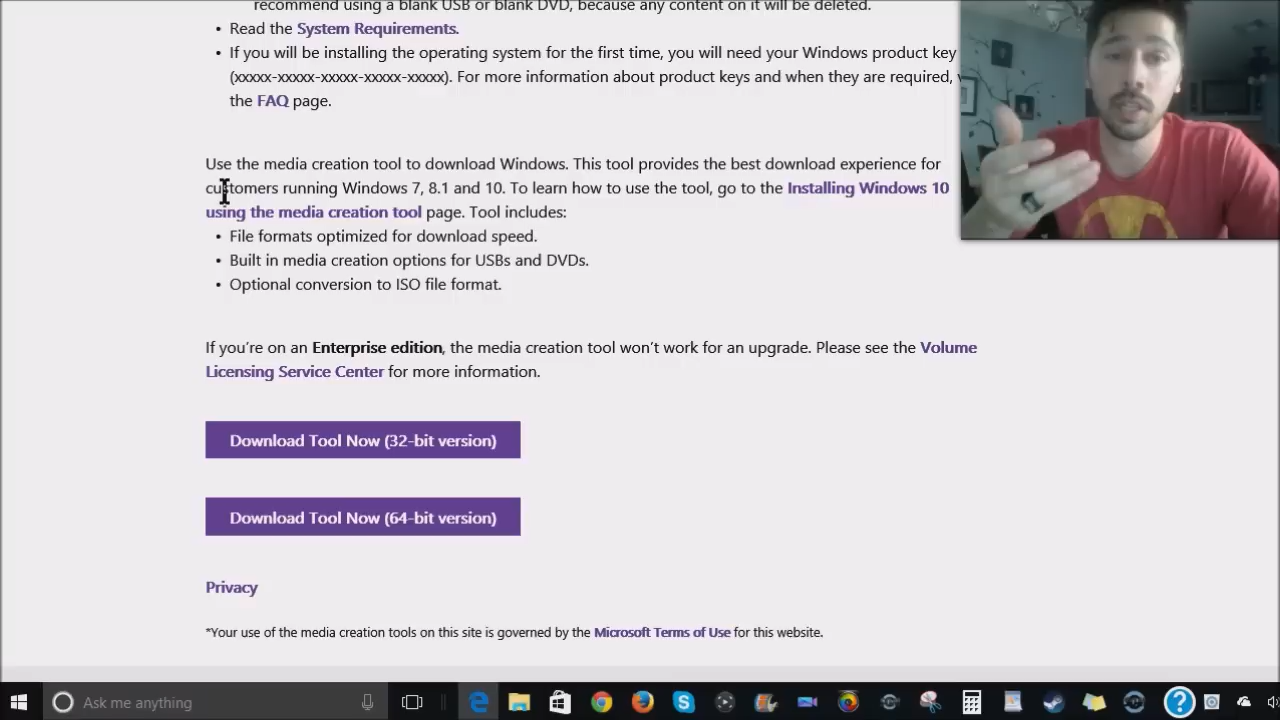 recommend using a blank USB or blank DVD, because any content on it will be deleted.
• Read the System Requirements.
• If you will be installing the operating system for the first time, you will need your Windows product key
(xxxxx-xxxxx-xxxxx-xxxxx-xxxxx). For more information about product keys and when they are required,
the FAQ page.
Use the media creation tool to download Windows. This tool provides the best download experience for
customers running Windows 7, 8.1 and 10. To learn how to use the tool, go to the Installing Windows 10
using the media creation tool page. Tool includes:
• File formats optimized for download speed.
• Built in media creation options for USBs and DVDs.
• Optional conversion to ISO file format.
If you’re on an Enterprise edition, the media creation tool won’t work for an upgrade. Please see the Volume
Licensing Service Center for more information.
Download Tool Now (32-bit version)
Download Tool Now (64-bit version)
Privacy
*Your use of the media creation tools on this site is governed by the Microsoft Terms of Use for this website.
Ask me anything